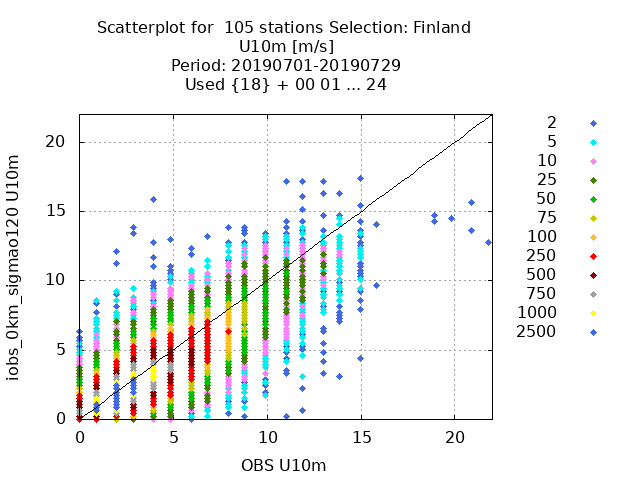 Scatterplot for  105 stations Selection: Finland
U10m [m/s]
Period: 20190701-20190729
Used {18} + 00 01 ... 24
iobs_0km_sigmao120 U10m
20
15
10
5
0
0 5 10 15 20
OBS U10m
2
5
10
25
50
75
100
250
500
750
1000
2500